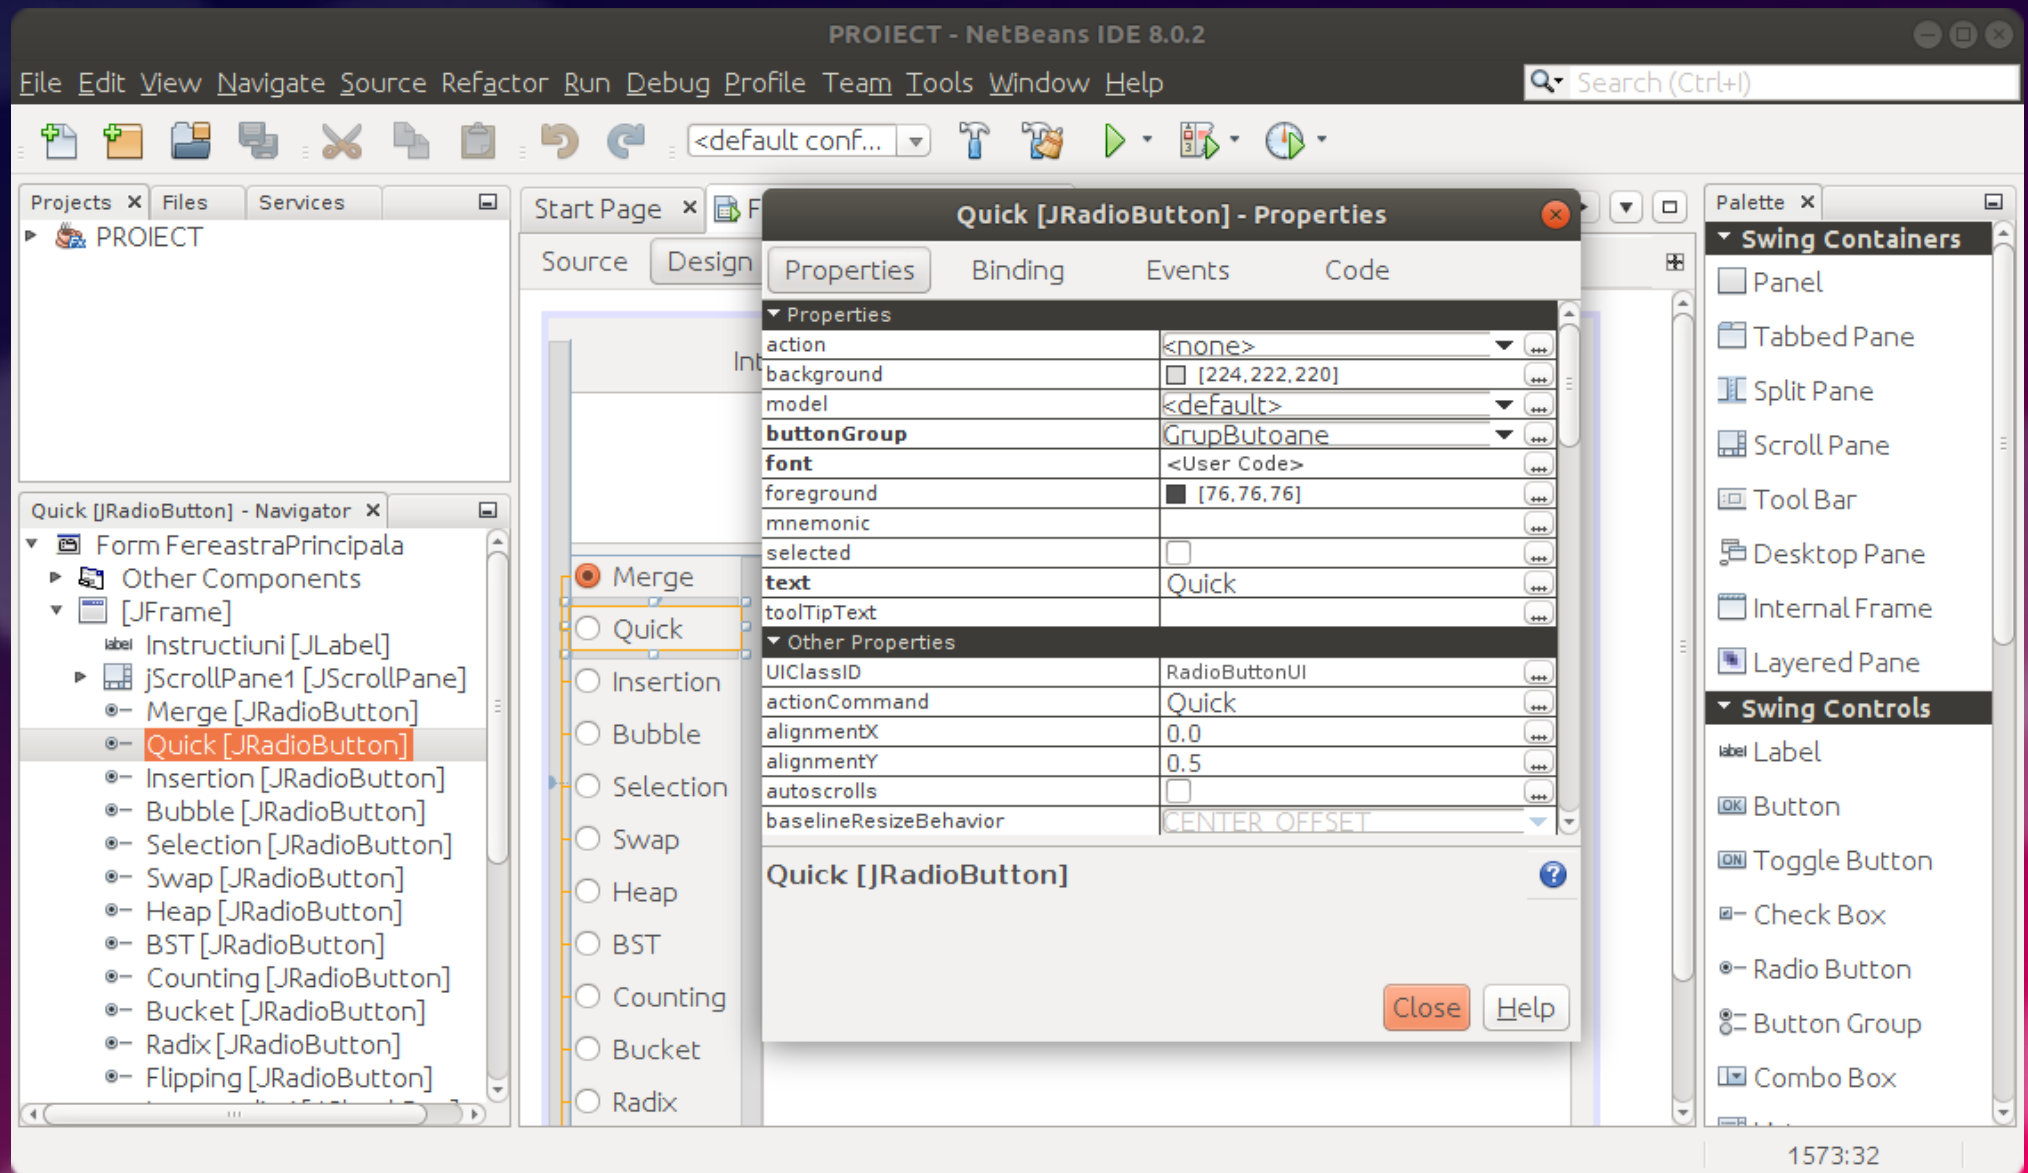 PROIECT - NetBeans IDE 8.0.2
File Edit View Navigate Source Refactor Run Debug Profile Team Tools Window Help
Search (Ctrl+I)
<default conf...
Projects
Files
Services
PROIECT
Quick [JRadioButton] - Navigator
Form FereastraPrincipala
Other Components
[JFrame]
label Instructiuni [JLabel]
jScrollPane1 [JScrollPane]
Merge [JRadioButton]
Quick [JRadioButton]
Insertion [JRadioButton]
Bubble [JRadioButton]
Selection [JRadioButton]
Swap [JRadioButton]
Heap [JRadioButton]
BST [JRadioButton]
Counting [JRadioButton]
Bucket [JRadioButton]
Radix [JRadioButton]
Flipping [JRadioButton]
Start Page
F
Source
Design
Int
Merge
Quick
Insertion
Bubble
Selection
Swap
Heap
BST
Counting
Bucket
Radix
Quick [JRadioButton] - Properties
Properties Binding Events Code
Properties
action <none> ...
background [224,222,220] ...
model <default> ...
buttonGroup GrupButoane ...
font <User Code> ...
foreground [76,76,76] ...
mnemonic ...
selected ...
text Quick ...
toolTipText ...
Other Properties
UIClassID RadioButtonUI ...
actionCommand Quick ...
alignmentX 0.0 ...
alignmentY 0.5 ...
autoscrolls ...
baselineResizeBehavior CENTER_OFFSET
Quick [JRadioButton]
Close
Help
Palette
Swing Containers
Panel
Tabbed Pane
Split Pane
Scroll Pane
Tool Bar
Desktop Pane
Internal Frame
Layered Pane
Swing Controls
label Label
OK Button
ON Toggle Button
Check Box
Radio Button
Button Group
Combo Box
1573:32